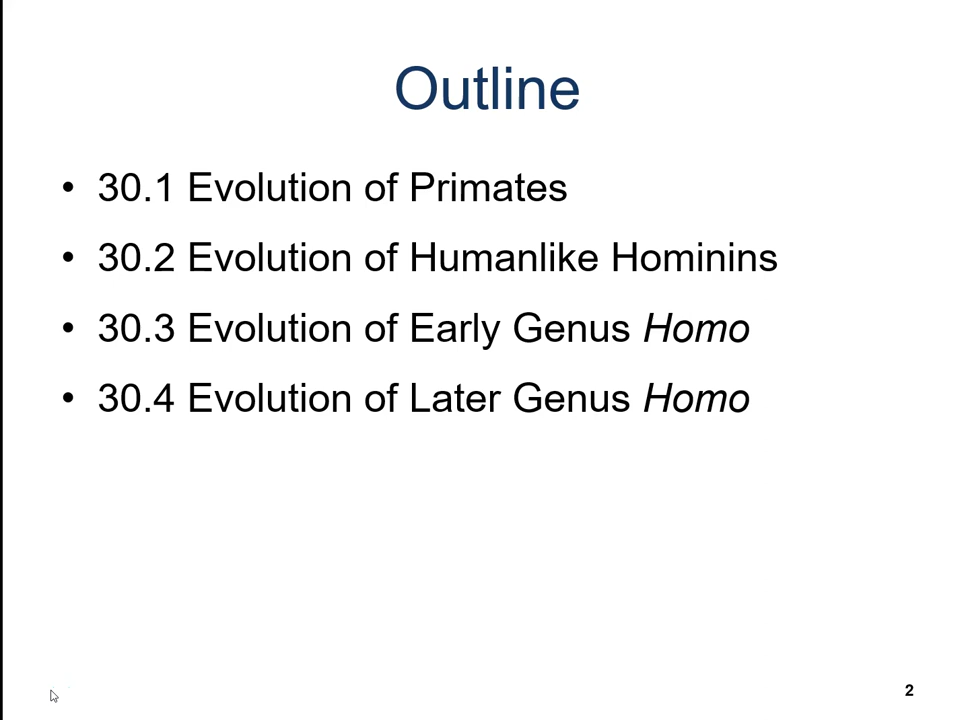 Outline
• 30.1 Evolution of Primates
• 30.2 Evolution of Humanlike Hominins
• 30.3 Evolution of Early Genus Homo
• 30.4 Evolution of Later Genus Homo
2